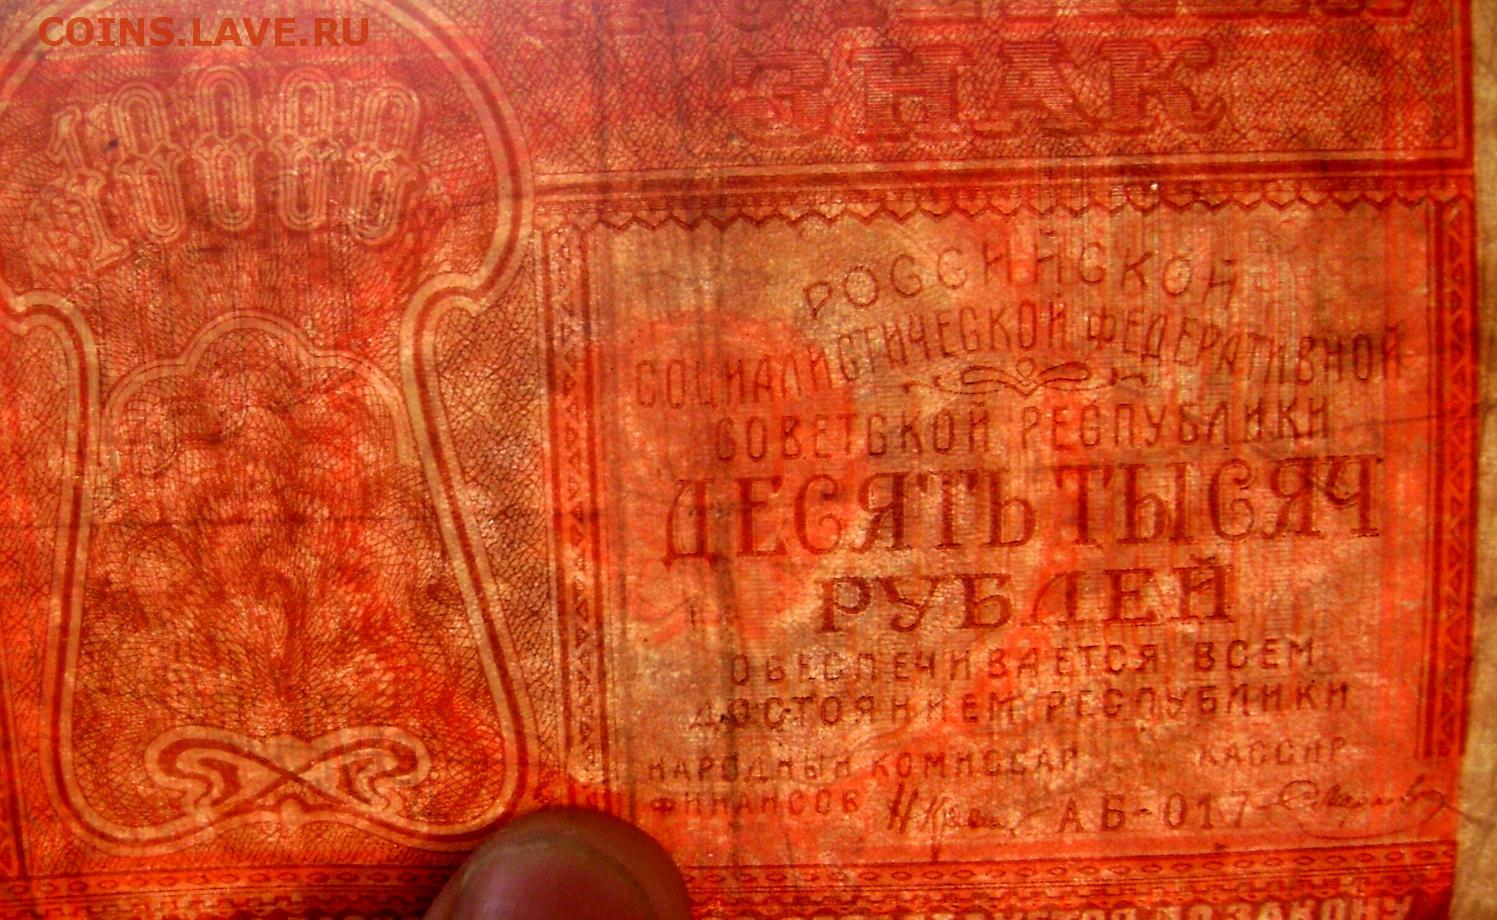 COINS.LAVE.RU
ЗНАК
10000
10000
РОССИЙСКОЙ
СОЦИАЛИСТИЧЕСКОЙ ФЕДЕРАТИВНОЙ
СОВЕТСКОЙ РЕСПУБЛИКИ
ДЕСЯТЬ ТЫСЯЧ
РУБЛЕЙ
ОБЕСПЕЧИВАЕТСЯ ВСЕМ
ДОСТОЯНИЕМ РЕСПУБЛИКИ
НАРОДНЫЙ КОМИССАР КАССИР
ФИНАНСОВ АБ-017